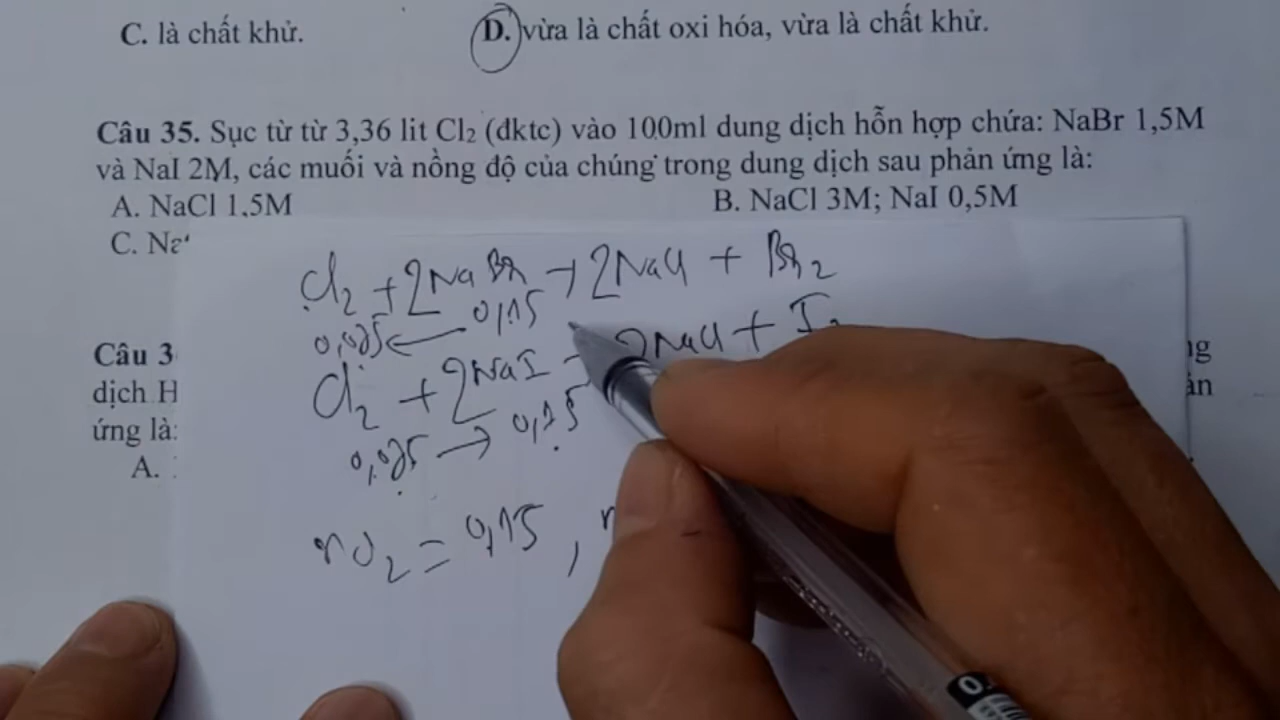 C. là chất khử.
D. vừa là chất oxi hóa, vừa là chất khử.
Câu 35. Sục từ từ 3,36 lit Cl₂ (đktc) vào 100ml dung dịch hỗn hợp chứa: NaBr 1,5M
và NaI 2M, các muối và nồng độ của chúng trong dung dịch sau phản ứng là:
A. NaCl 1,5M
B. NaCl 3M; NaI 0,5M
C.
Cl₂ + 2NaBr → 2NaCl + Br₂
0,075 ← 0,15
Cl₂ + 2NaI 2NaCl + I
0,075 → 0,15
nCl₂ = 0,15 ,
Câu 3
dịch H
ứng là:
A.